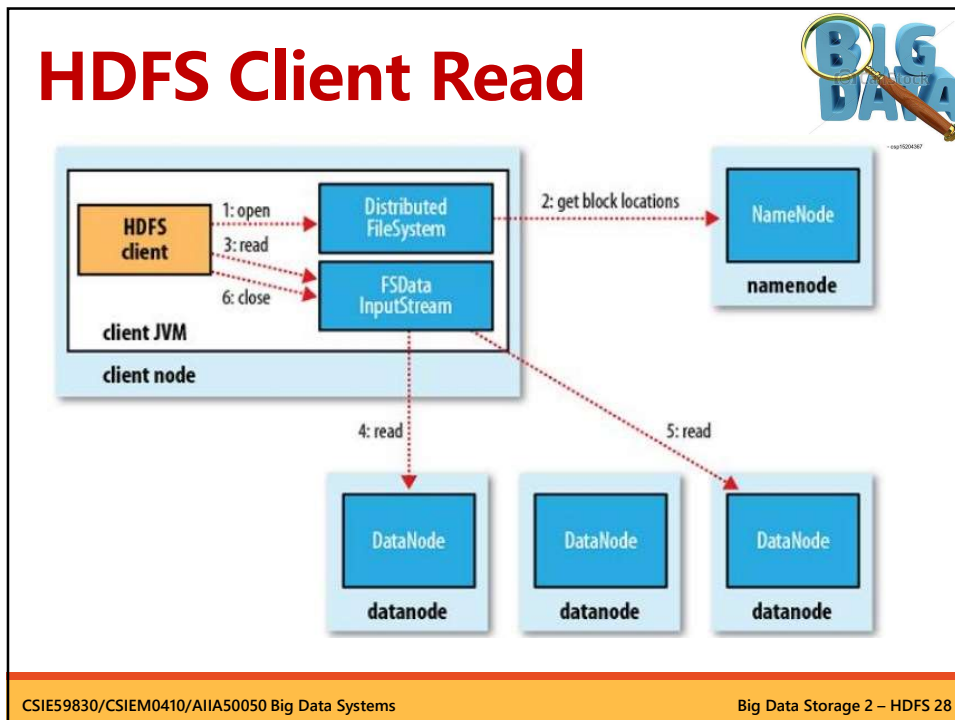 HDFS Client Read
BIG
DATA
- csp15204367
HDFS
client
1: open
3: read
6: close
Distributed
FileSystem
FSData
InputStream
client JVM
client node
2: get block locations
NameNode
namenode
4: read
5: read
DataNode
datanode
DataNode
datanode
DataNode
datanode
CSIE59830/CSIEM0410/AIIA50050 Big Data Systems
Big Data Storage 2 – HDFS 28